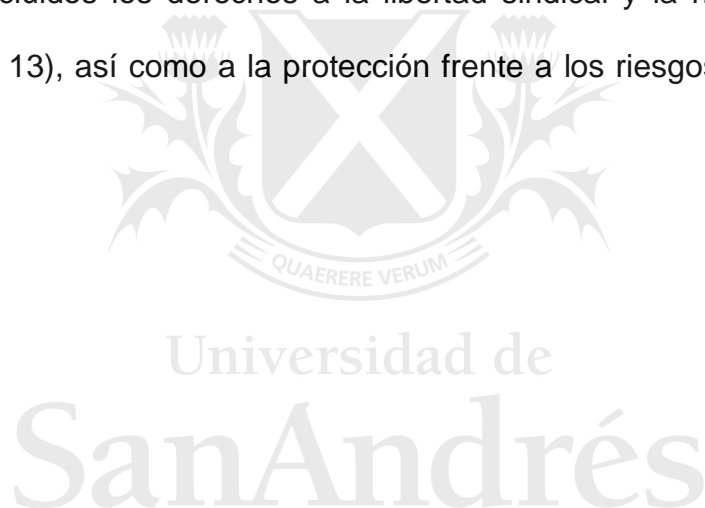 cluidos los derechos a la libertad sindical y la
13), así como a la protección frente a los riesgos
QUAERERE VERUM
Universidad de
SanAndrés